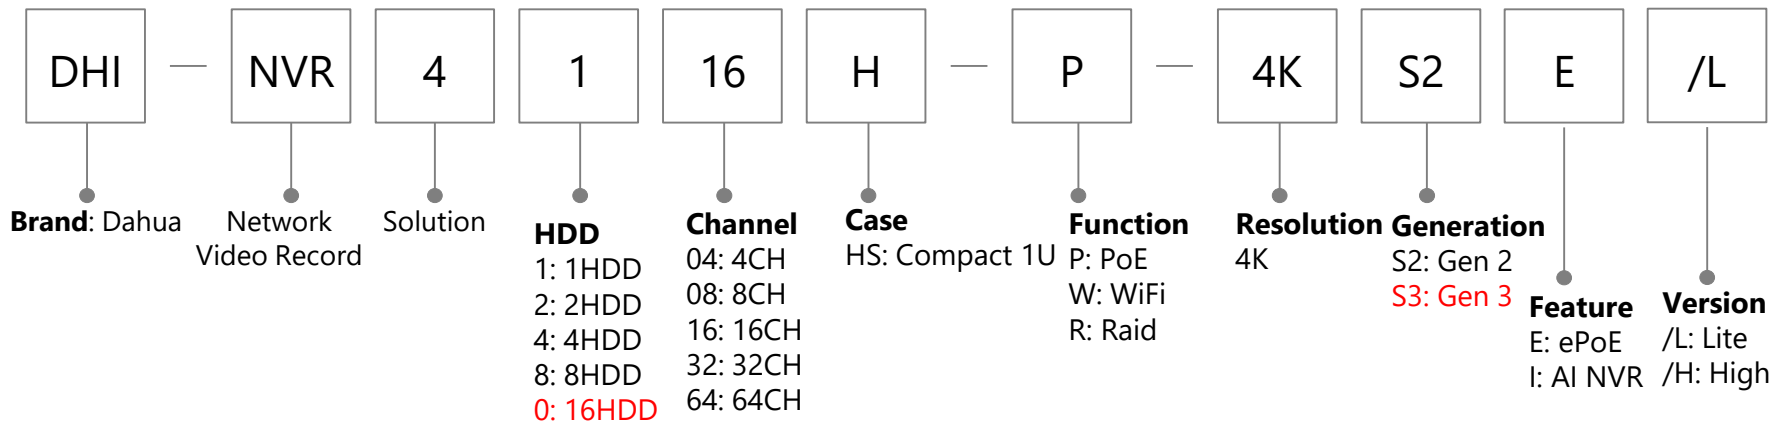 DHI — NVR 4 1 16 H — P — 4K S2 E /L
Brand: Dahua
Network
Video Record
Solution
HDD
1: 1HDD
2: 2HDD
4: 4HDD
8: 8HDD
0: 16HDD
Channel
04: 4CH
08: 8CH
16: 16CH
32: 32CH
64: 64CH
Case
HS: Compact 1U
Function
P: PoE
W: WiFi
R: Raid
Resolution
4K
Generation
S2: Gen 2
S3: Gen 3
Feature
E: ePoE
I: AI NVR
Version
/L: Lite
/H: High